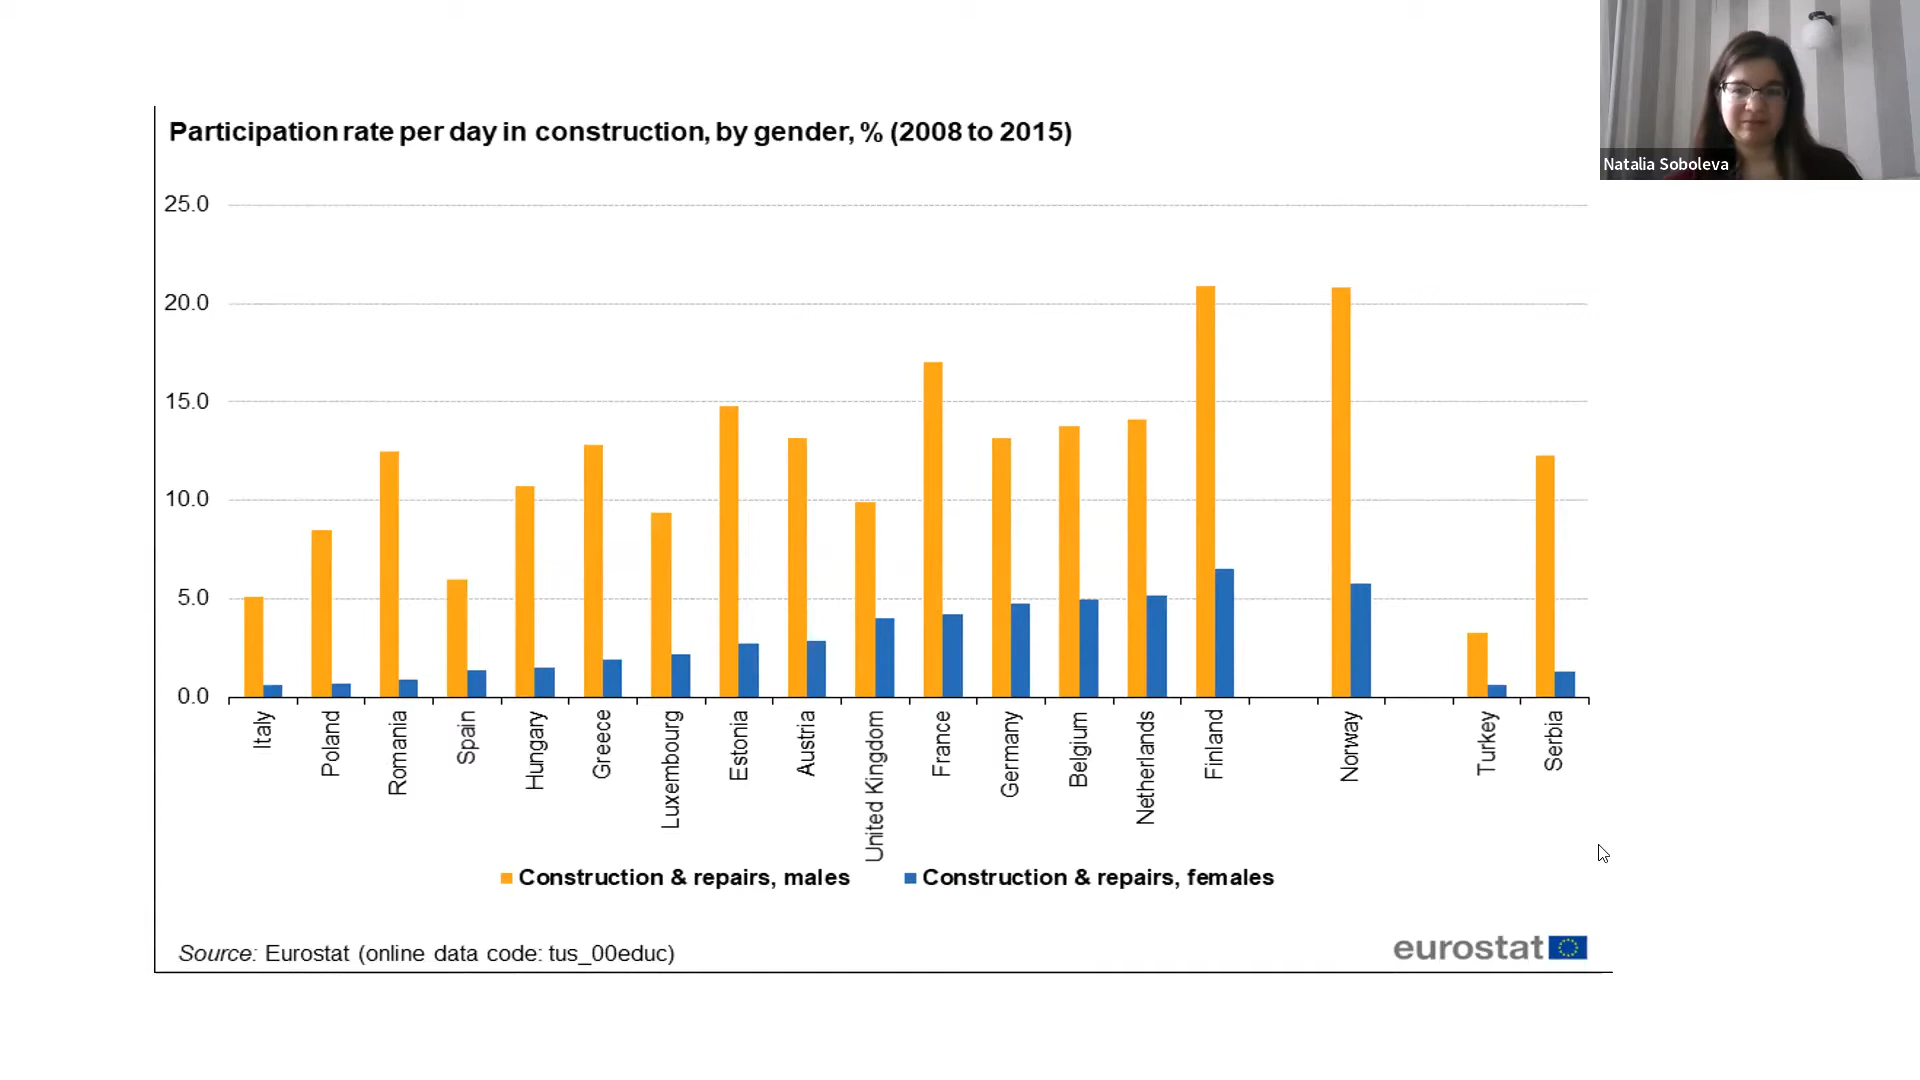 Natalia Soboleva
Participation rate per day in construction, by gender, % (2008 to 2015)
25.0
20.0
15.0
10.0
5.0
0.0
Italy
Poland
Romania
Spain
Hungary
Greece
Luxembourg
Estonia
Austria
United Kingdom
France
Germany
Belgium
Netherlands
Finland
Norway
Turkey
Serbia
Construction & repairs, males
Construction & repairs, females
Source: Eurostat (online data code: tus_00educ)
eurostat